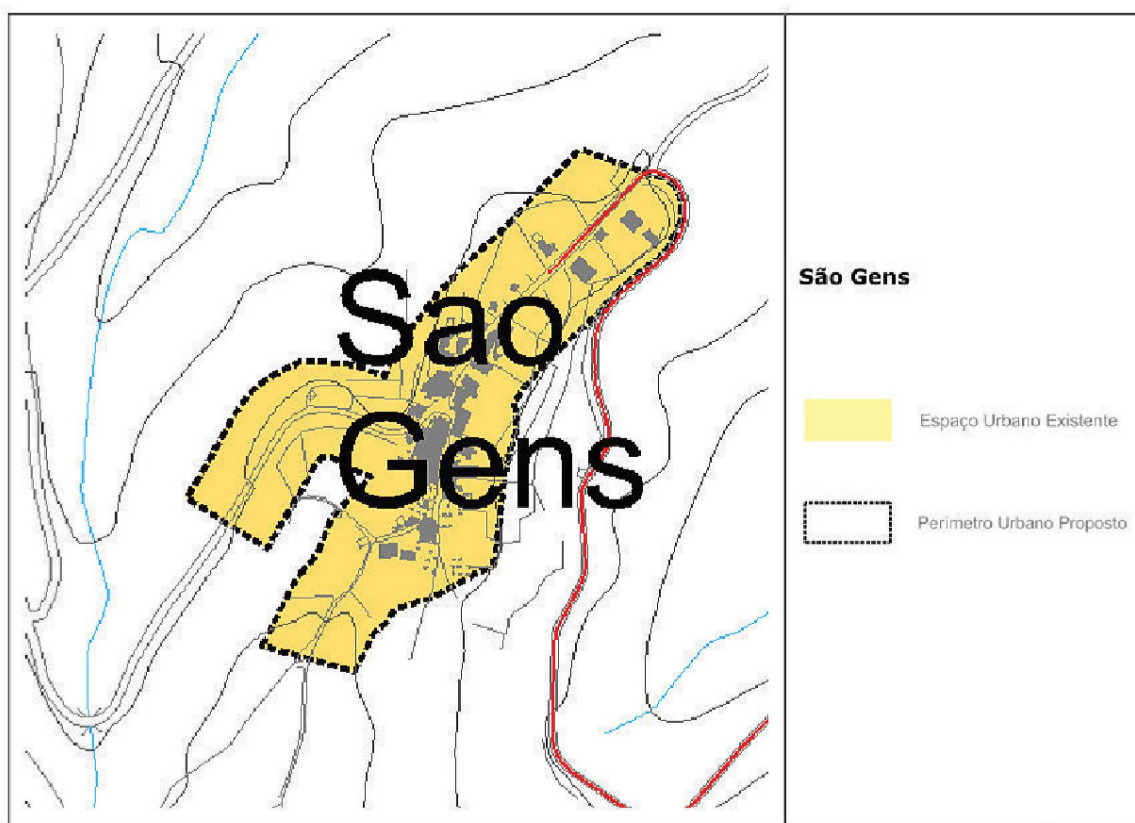 Sao
Gens
São Gens
Espaço Urbano Existente
Perimetro Urbano Proposto